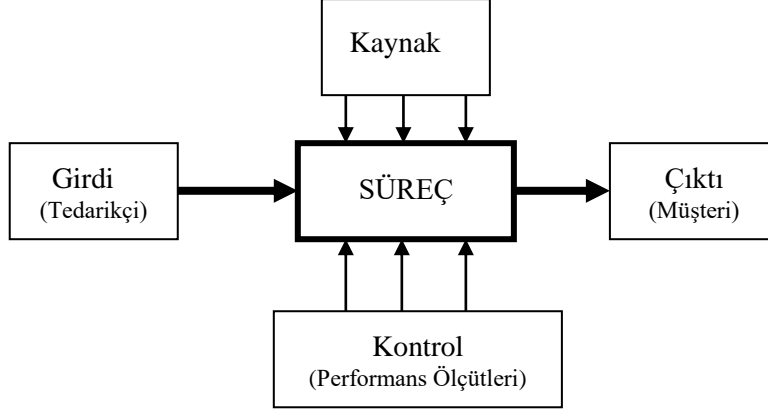 Kaynak
Girdi
(Tedarikçi)
SÜREÇ
Çıktı
(Müşteri)
Kontrol
(Performans Ölçütleri)